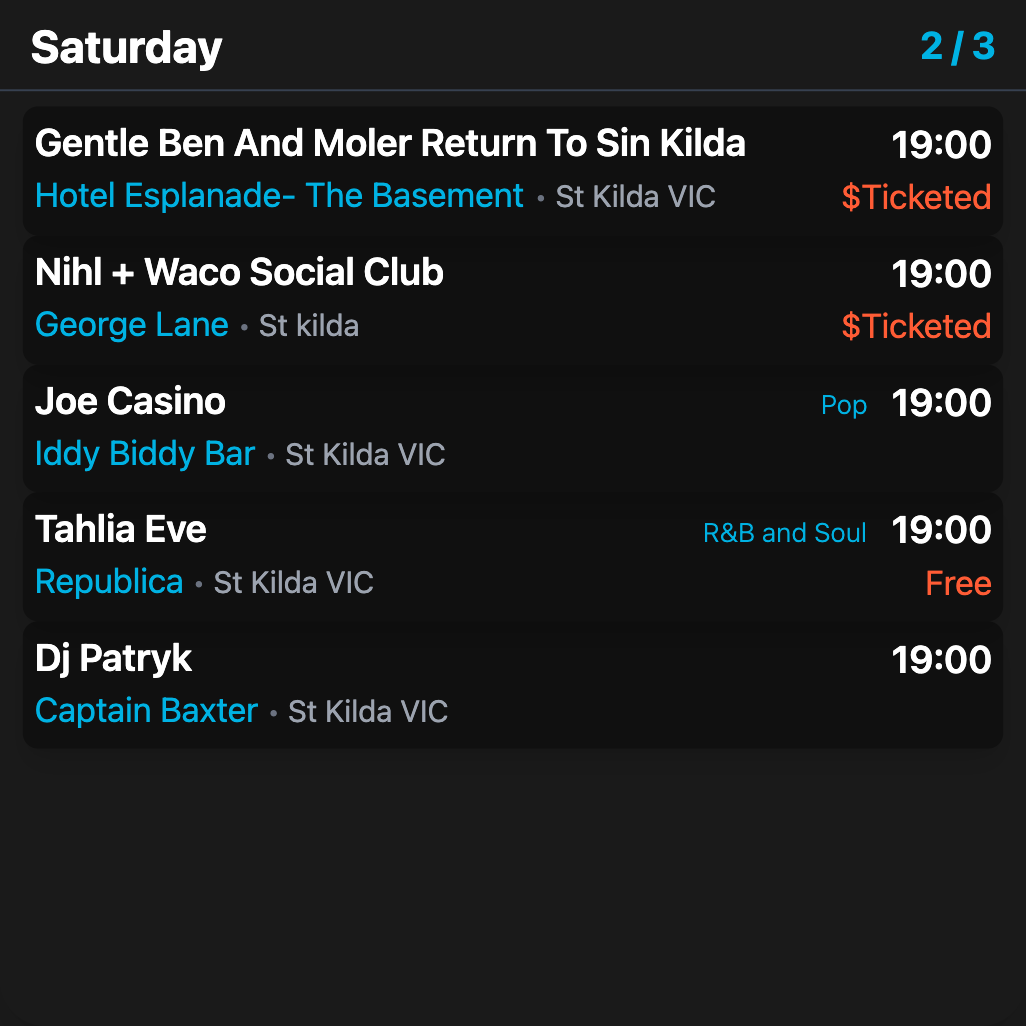 Saturday 2 / 3
Gentle Ben And Moler Return To Sin Kilda 19:00
Hotel Esplanade- The Basement • St Kilda VIC $Ticketed
Nihl + Waco Social Club 19:00
George Lane • St kilda $Ticketed
Joe Casino Pop 19:00
Iddy Biddy Bar • St Kilda VIC
Tahlia Eve R&B and Soul 19:00
Republica • St Kilda VIC Free
Dj Patryk 19:00
Captain Baxter • St Kilda VIC